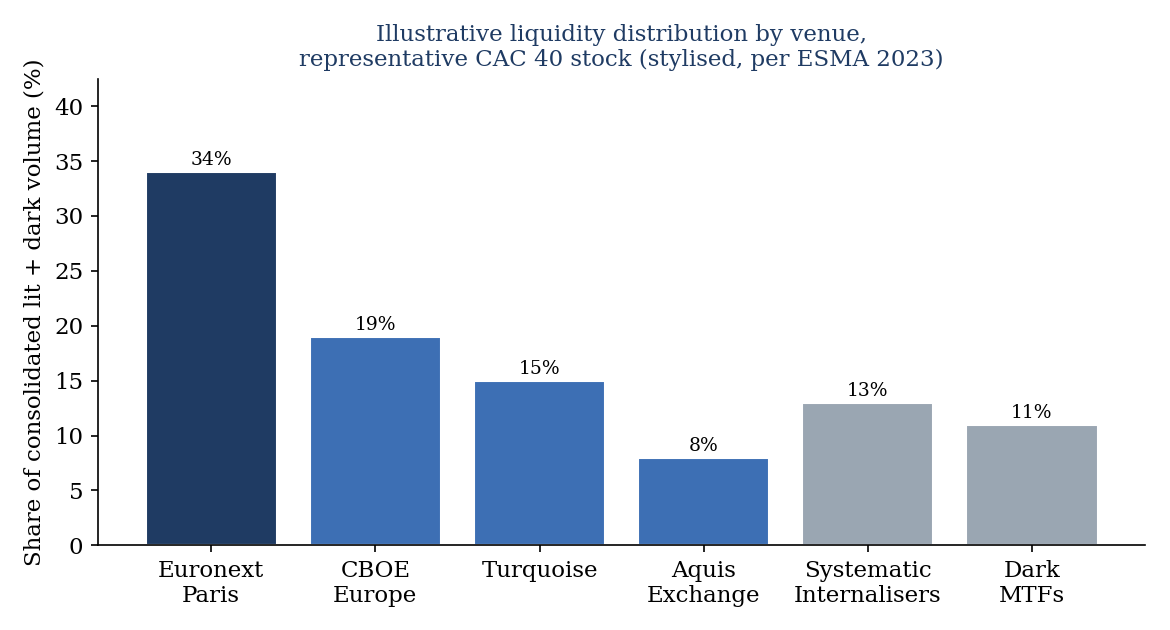 Illustrative liquidity distribution by venue,
representative CAC 40 stock (stylised, per ESMA 2023)
Share of consolidated lit + dark volume (%)
40
35
30
25
20
15
10
5
0
34%
19%
15%
8%
13%
11%
Euronext
Paris
CBOE
Europe
Turquoise
Aquis
Exchange
Systematic
Internalisers
Dark
MTFs